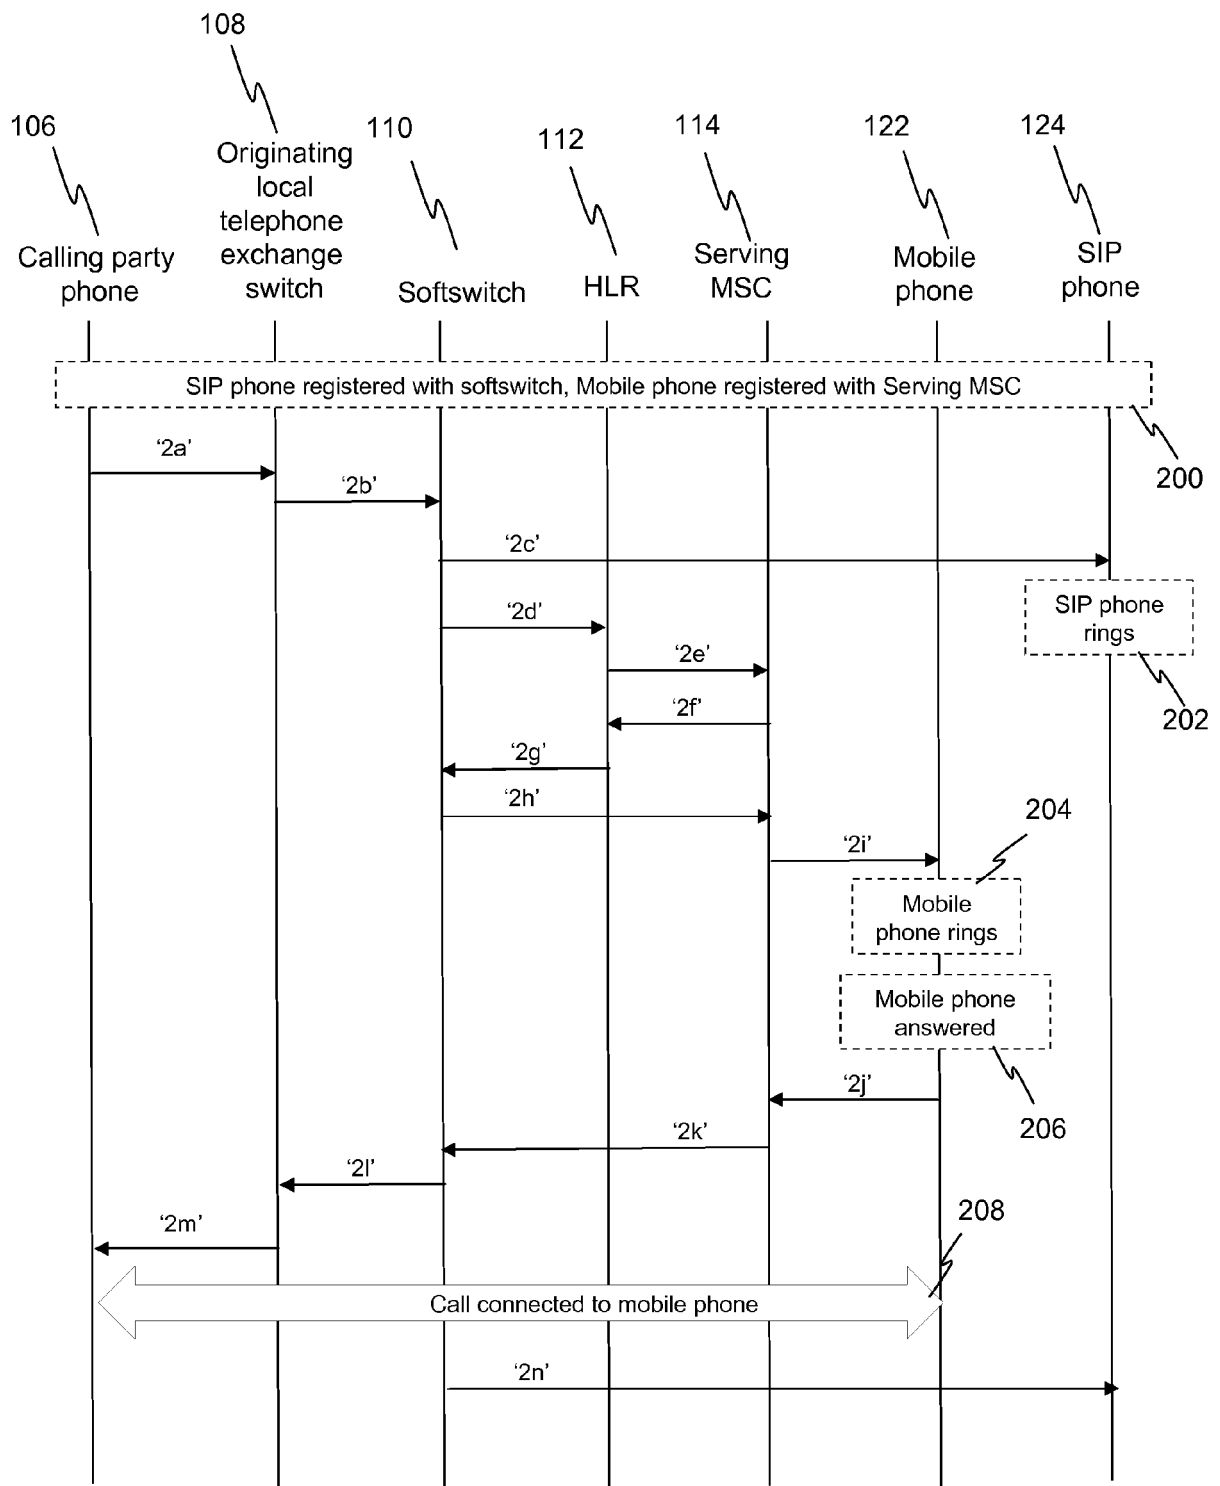 108
106
110
112
114
122
124
Originating
local
telephone
exchange
switch
Calling party
phone
Softswitch
HLR
Serving
MSC
Mobile
phone
SIP
phone
SIP phone registered with softswitch, Mobile phone registered with Serving MSC
200
‘2a’
‘2b’
‘2c’
SIP phone
rings
202
‘2d’
‘2e’
‘2f’
‘2g’
‘2h’
204
‘2i’
Mobile
phone rings
Mobile phone
answered
206
‘2j’
‘2k’
‘2l’
‘2m’
208
Call connected to mobile phone
‘2n’